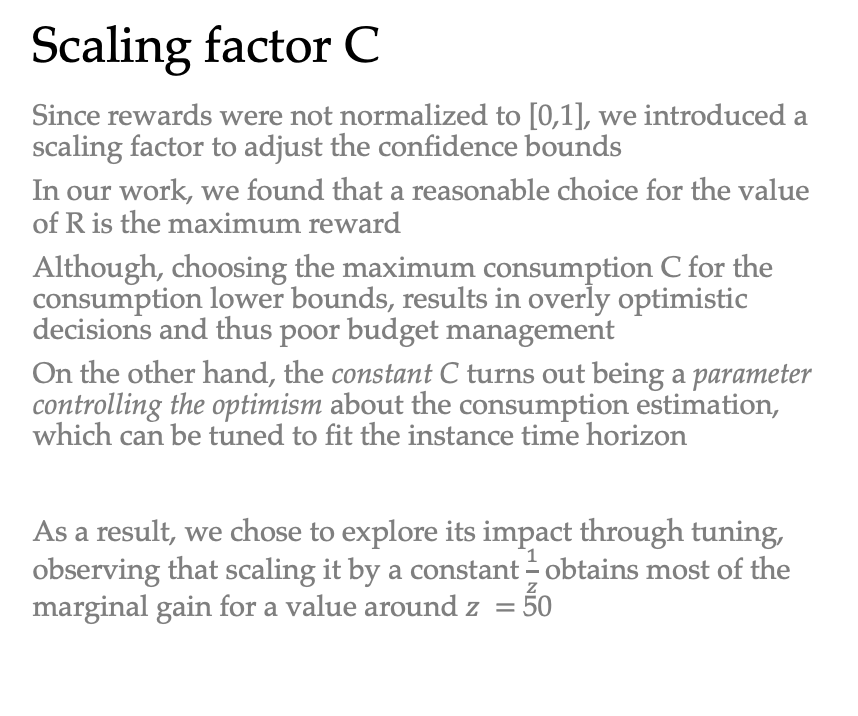 Scaling factor C
Since rewards were not normalized to [0,1], we introduced a
scaling factor to adjust the confidence bounds
In our work, we found that a reasonable choice for the value
of R is the maximum reward
Although, choosing the maximum consumption C for the
consumption lower bounds, results in overly optimistic
decisions and thus poor budget management
On the other hand, the constant C turns out being a parameter
controlling the optimism about the consumption estimation,
which can be tuned to fit the instance time horizon
As a result, we chose to explore its impact through tuning,
observing that scaling it by a constant 1/z obtains most of the
marginal gain for a value around z = 50